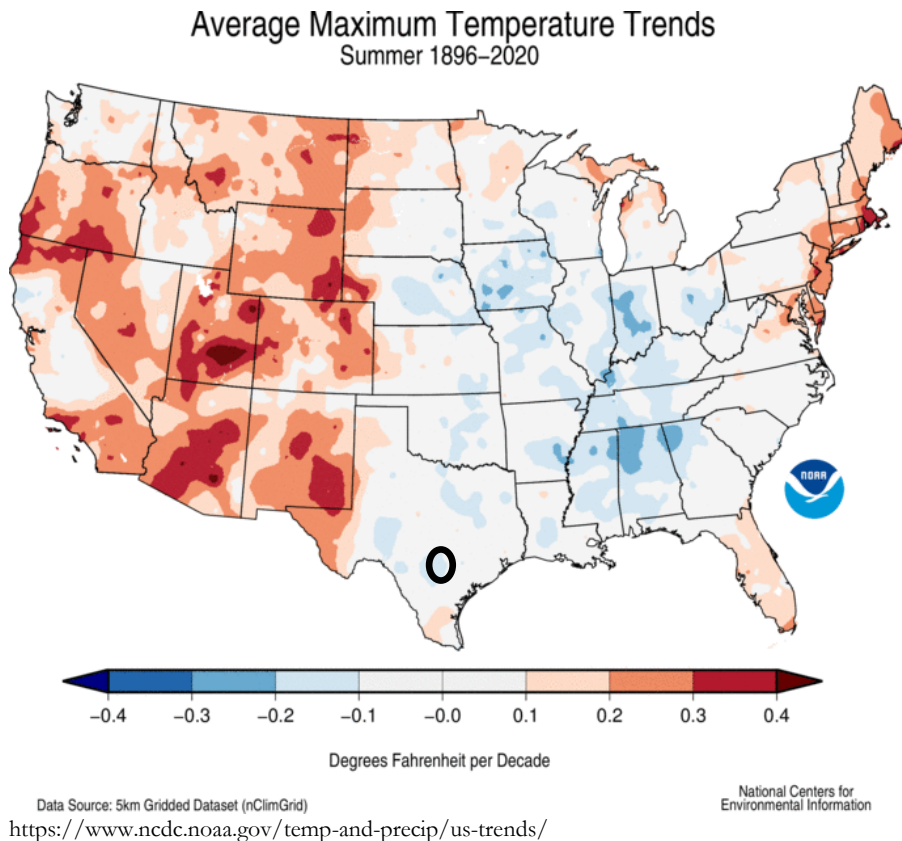 Average Maximum Temperature Trends
Summer 1896–2020
NOAA
−0.4 −0.3 −0.2 −0.1 −0.0 0.1 0.2 0.3 0.4
Degrees Fahrenheit per Decade
Data Source: 5km Gridded Dataset (nClimGrid)
National Centers for
Environmental Information
https://www.ncdc.noaa.gov/temp-and-precip/us-trends/